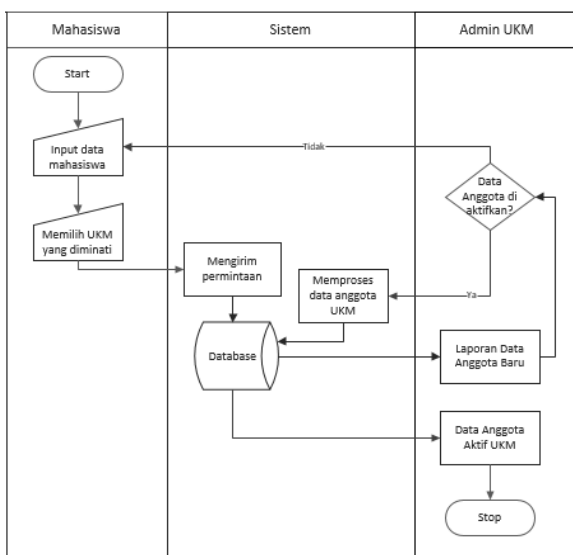 Mahasiswa
Sistem
Admin UKM
Start
Input data
mahasiswa
Tidak
Data
Anggota di
aktifkan?
Memilih UKM
yang diminati
Mengirim
permintaan
Memproses
data anggota
UKM
Ya
Database
Laporan Data
Anggota Baru
Data Anggota
Aktif UKM
Stop